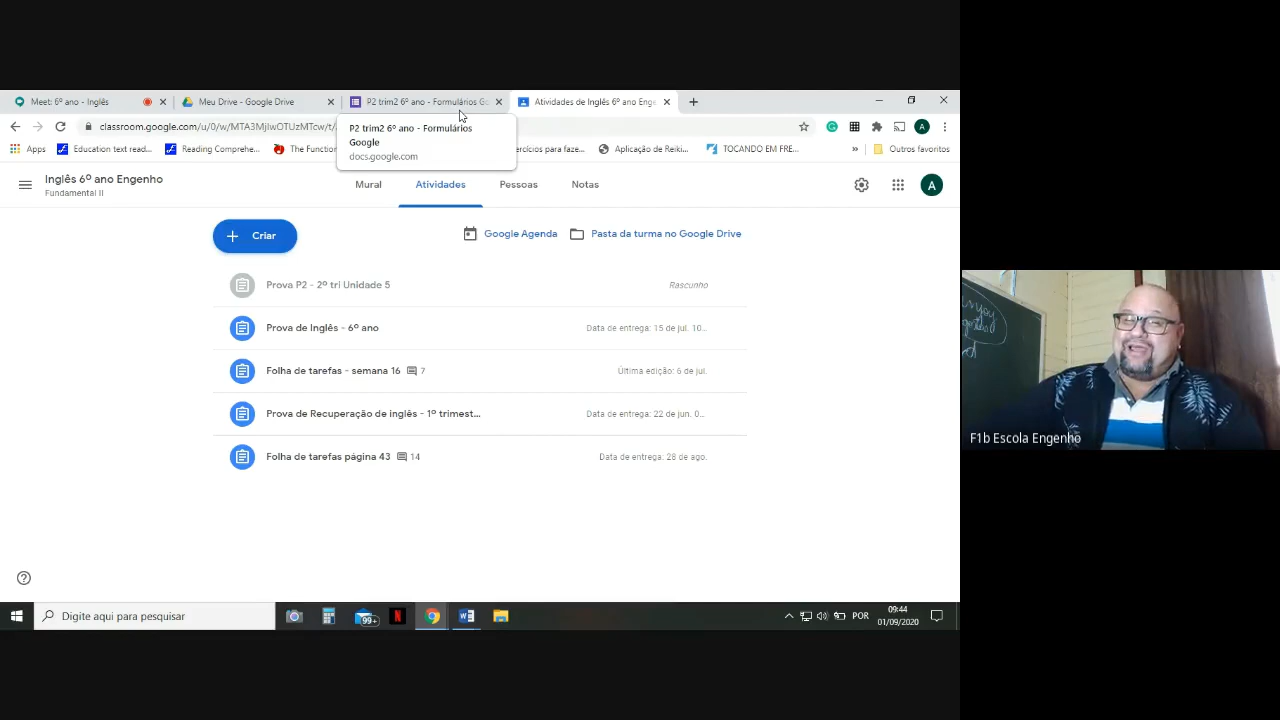 Meet: 6º ano - Inglês
Meu Drive - Google Drive
P2 trim2 6º ano - Formulários Go
Atividades de Inglês 6º ano Enge
classroom.google.com/u/0/w/MTA3MjIwOTUzMTcw/t/
P2 trim2 6º ano - Formulários
Google
docs.google.com
Apps
Education text read...
Reading Comprehe...
The Function
ercícios para faze...
Aplicação de Reiki...
TOCANDO EM FRE...
»
Outros favoritos
Inglês 6º ano Engenho
Fundamental II
Mural
Atividades
Pessoas
Notas
A
A
Criar
Google Agenda
Pasta da turma no Google Drive
Prova P2 - 2º tri Unidade 5
Rascunho
Prova de Inglês - 6º ano
Data de entrega: 15 de jul. 10...
Folha de tarefas - semana 16
7
Última edição: 6 de jul.
Prova de Recuperação de inglês - 1º trimest...
Data de entrega: 22 de jun. 0...
Folha de tarefas página 43
14
Data de entrega: 28 de ago.
F1b Escola Engenho
Digite aqui para pesquisar
99+
N
W
POR
09:44
01/09/2020